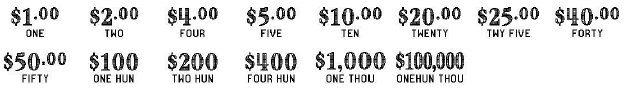 $1.00 $2.00 $4.00 $5.00 $10.00 $20.00 $25.00 $40.00
ONE TWO FOUR FIVE TEN TWENTY TWY FIVE FORTY
$50.00 $100 $200 $400 $1,000 $100,000
FIFTY ONE HUN TWO HUN FOUR HUN ONE THOU ONEHUN THOU